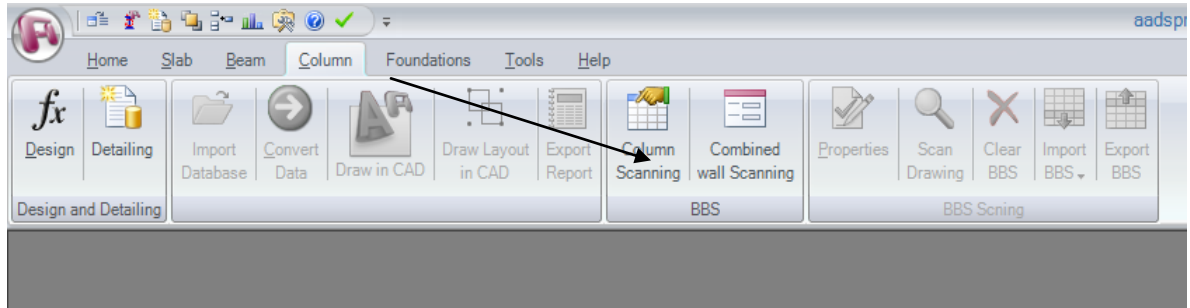 aadspr
Home Slab Beam Column Foundations Tools Help
Design Detailing Import Database Convert Data Draw in CAD Draw Layout in CAD Export Report Column Scanning Combined wall Scanning Properties Scan Drawing Clear BBS Import BBS Export BBS
Design and Detailing BBS BBS Scning